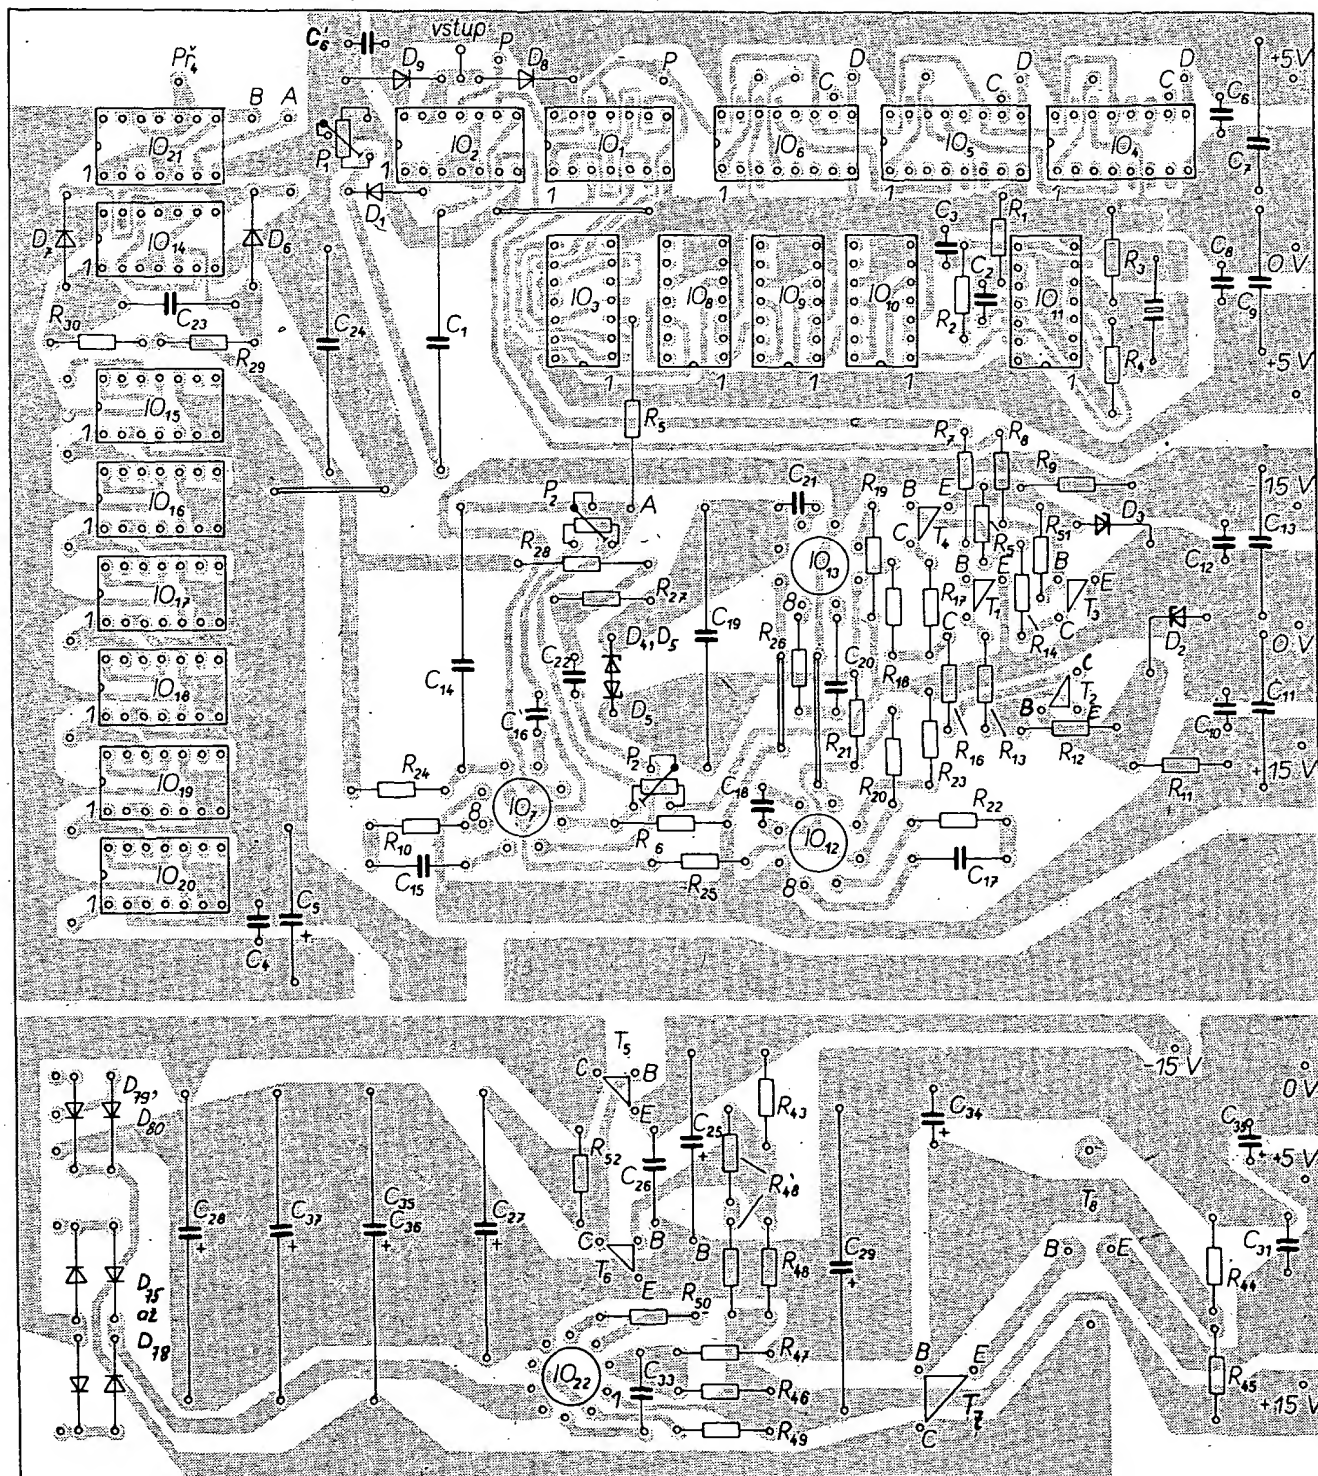 C6' vstup P
D9 D8
Př4 B A P D C D C D C C6 +5V
IO21 P1 IO2 IO1 IO6 IO5 IO4 C7
1 1 1 1 1 1
D1
D7 IO14 D6 C3 R1 R3 C8 0V
1 IO3 IO8 IO9 IO10 C2 IO11
C23 R2 C9
R30 R29 C24 C1 R4
1 1 1 1 1 +5V
IO15 R5
1 R7 R8
R9 -15V
IO16 P2 A C21 R19 B E D3 C13
1 C T4 R5 R51
R28 IO13 B E B E C12
IO17 R27 8 R17 T1 T3
1 C C 0V
D4, D5 C19 R26 R14 D2
IO18 C14 C22 C20 R18 C C11
1 D5 B T2 E
C16' R21 R16 R13 R12 C10
IO19 R24 P2 +15V
1 C18 R20 R23 R11
8 IO7 R22
R10 R6 IO12
IO20 C15 R25 8 C17
1 C5
+
C4
T5 -15V
C B 0V
D79, D80 E R43 C34 +
R52 C25 + C35 + +5V
C26 R48'
C28 + C37 + C35 C36 + C27 + T8
C B B C29 + B E C31
T6 R48 R44
D75 až D78 E R50
R47 B E
IO22 C33 R46 R45
1 T7 +15V
R49 C